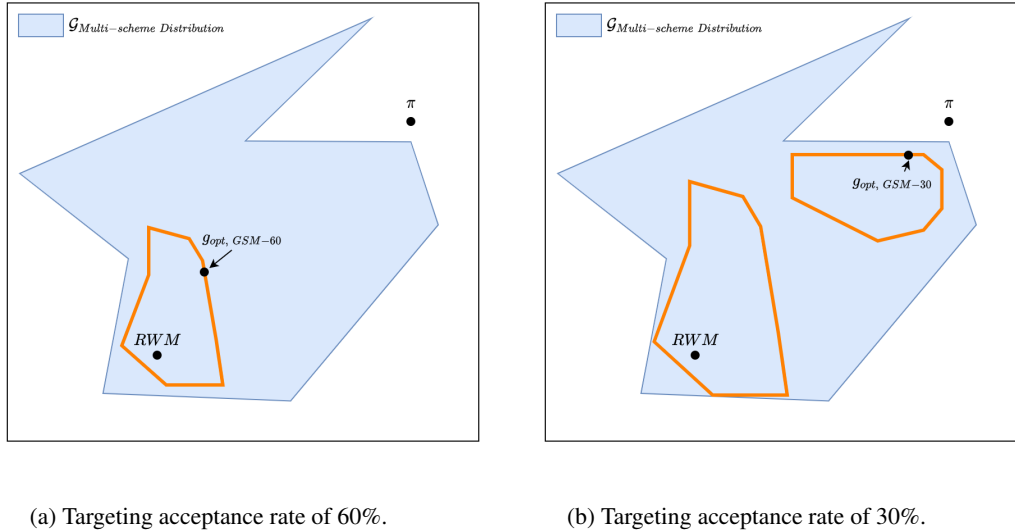 𝒢Multi−scheme Distribution
π
gopt, GSM−60
RWM
(a) Targeting acceptance rate of 60%.
𝒢Multi−scheme Distribution
π
gopt, GSM−30
RWM
(b) Targeting acceptance rate of 30%.